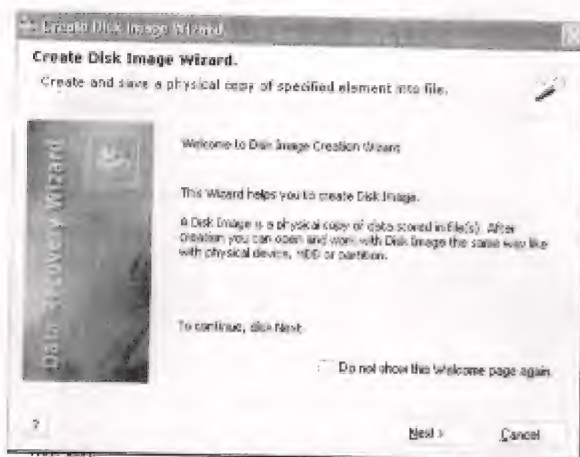 Create Disk Image Wizard
Create Disk Image Wizard.
Create and save a physical copy of specified element into file.
Data Recovery Wizard
Welcome to Disk Image Creation Wizard
This Wizard helps you to create Disk Image.
A Disk Image is a physical copy of data stored in file(s). After
creation you can open and work with Disk Image the same way like
with physical device, HDD or partition.
To continue, click Next
Do not show this Welcome page again
?
Next >
Cancel